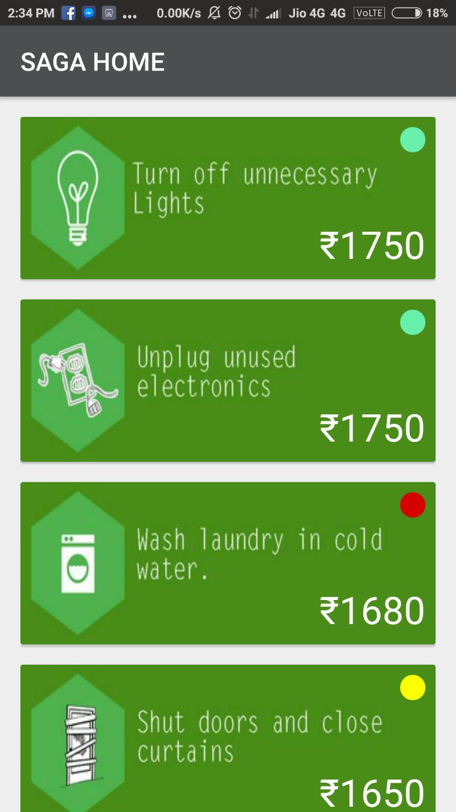 2:34 PM ... 0.00K/s Jio 4G 4G VoLTE 18%
SAGA HOME
Turn off unnecessary
Lights
₹1750
Unplug unused
electronics
₹1750
Wash laundry in cold
water.
₹1680
Shut doors and close
curtains
₹1650